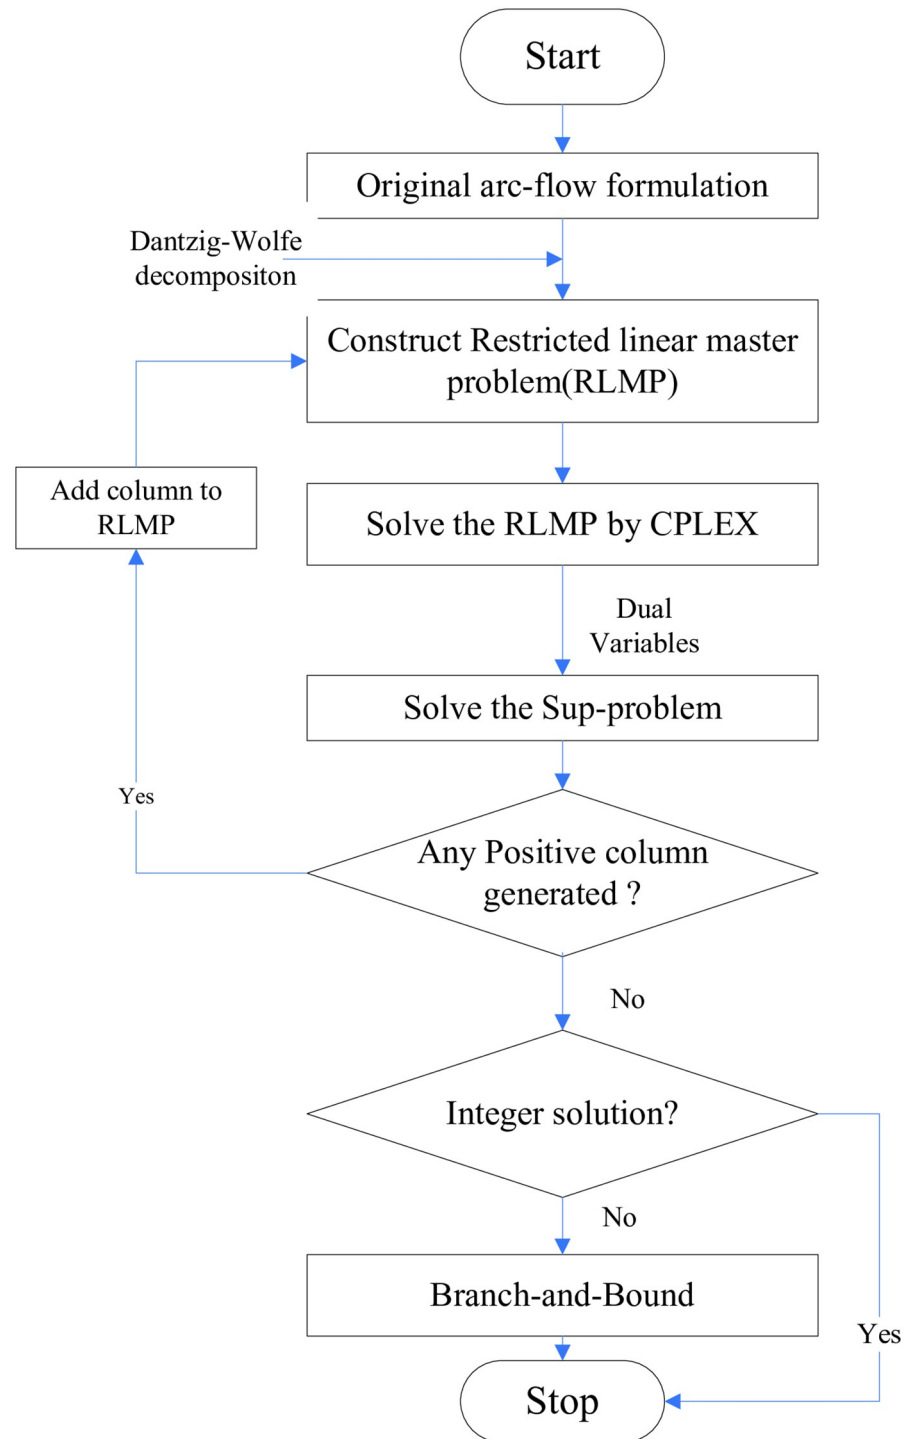 Start
Original arc-flow formulation
Dantzig-Wolfe
decompositon
Construct Restricted linear master
problem(RLMP)
Add column to
RLMP
Solve the RLMP by CPLEX
Dual
Variables
Solve the Sup-problem
Yes
Any Positive column
generated ?
No
Integer solution?
No
Branch-and-Bound
Yes
Stop